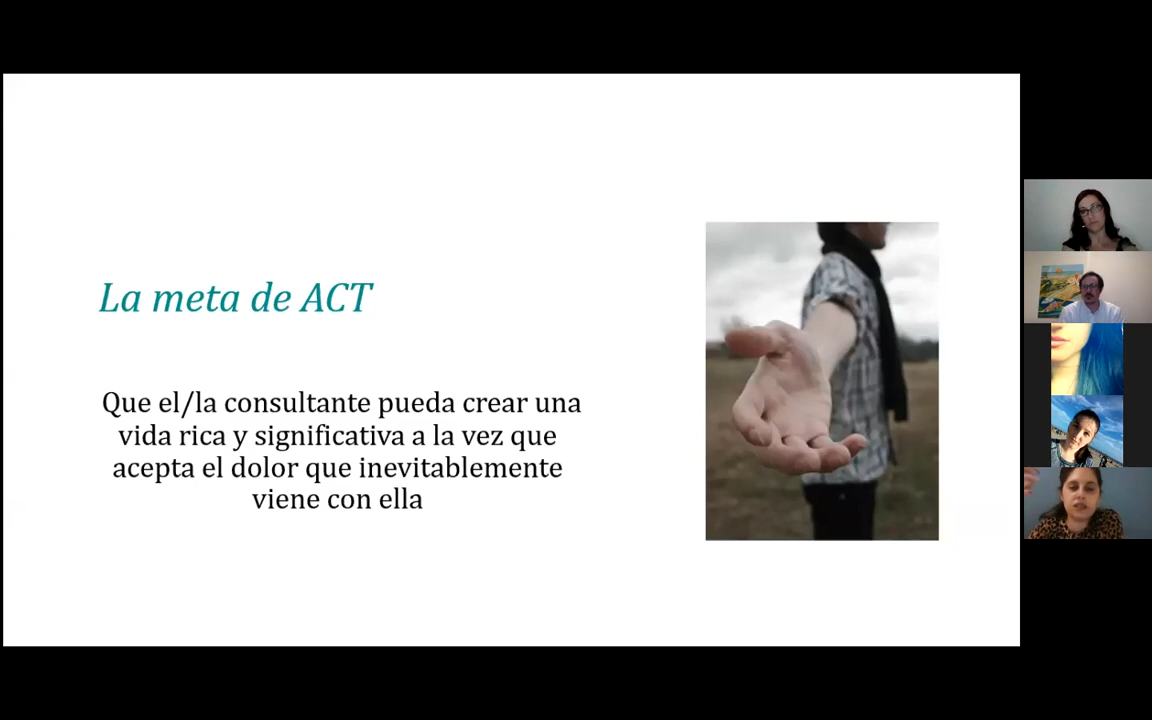 La meta de ACT
Que el/la consultante pueda crear una
vida rica y significativa a la vez que
acepta el dolor que inevitablemente
viene con ella